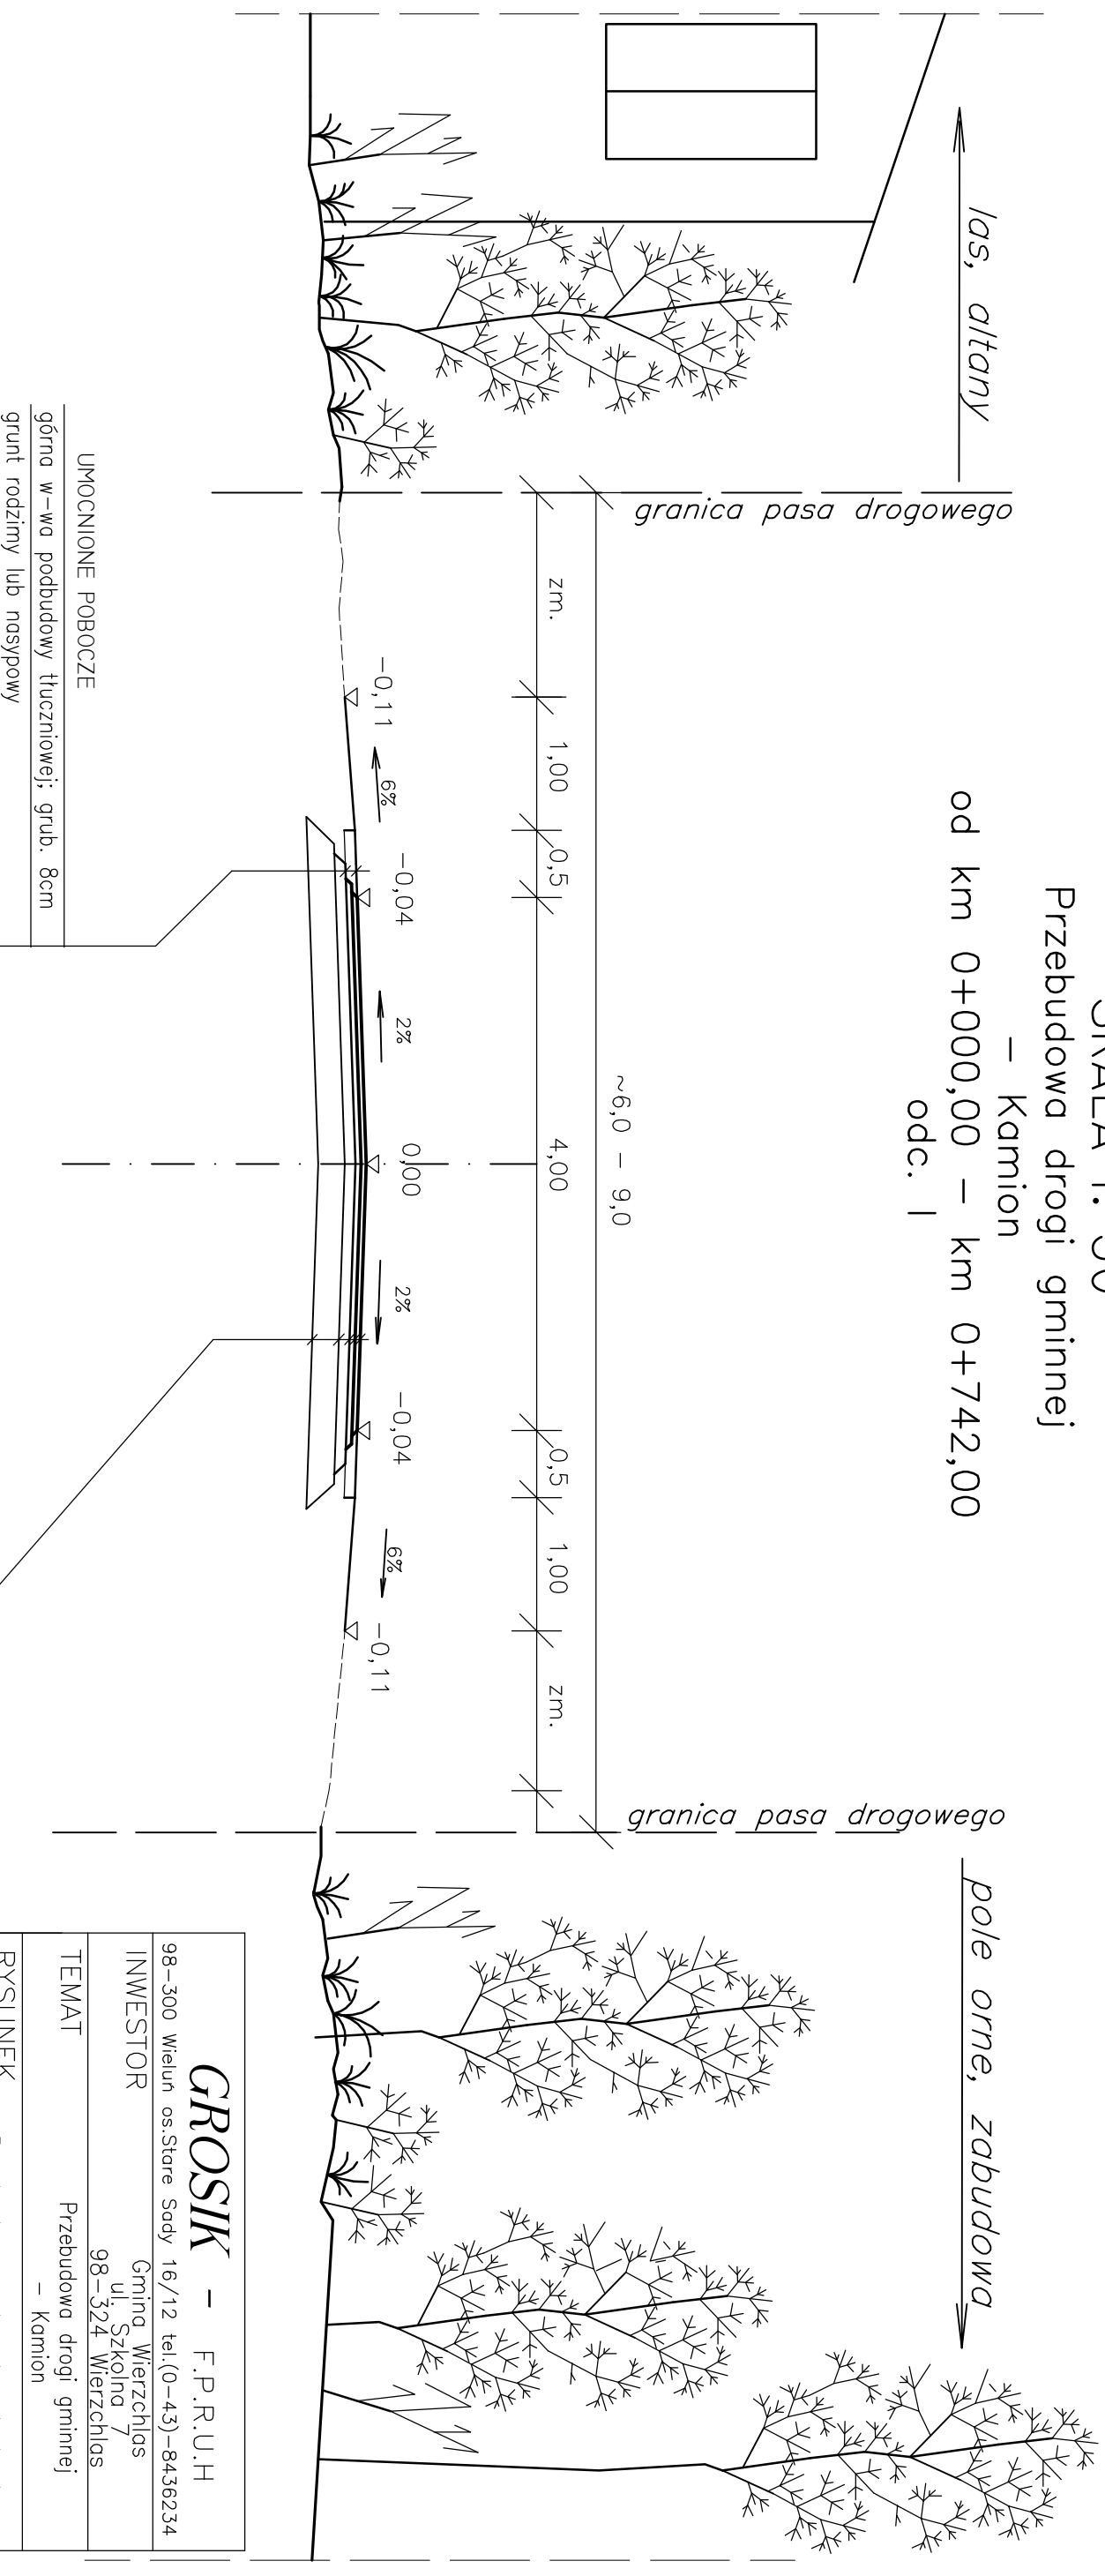 SKALA 1: 50
Przebudowa drogi gminnej
– Kamion
od km 0+000,00 – km 0+742,00
odc. I
las, altany
pole orne, zabudowa
granica pasa drogowego
granica pasa drogowego
~6,0 – 9,0
zm.
1,00
0,5
4,00
0,5
1,00
zm.
-0,11
6%
-0,04
2%
0,00
2%
-0,04
6%
-0,11
UMOCNIONE POBOCZE
górna w-wa podbudowy tłuczniowej; grub. 8cm
grunt rodzimy lub nasypowy
GROSIK – F.P.R.U.H
98-300 Wieluń os.Stare Sady 16/12 tel.(0-43)-8436234
INWESTOR
Gmina Wierzchlas
ul. Szkolna 7
98-324 Wierzchlas
TEMAT
Przebudowa drogi gminnej
– Kamion
RYSUNEK